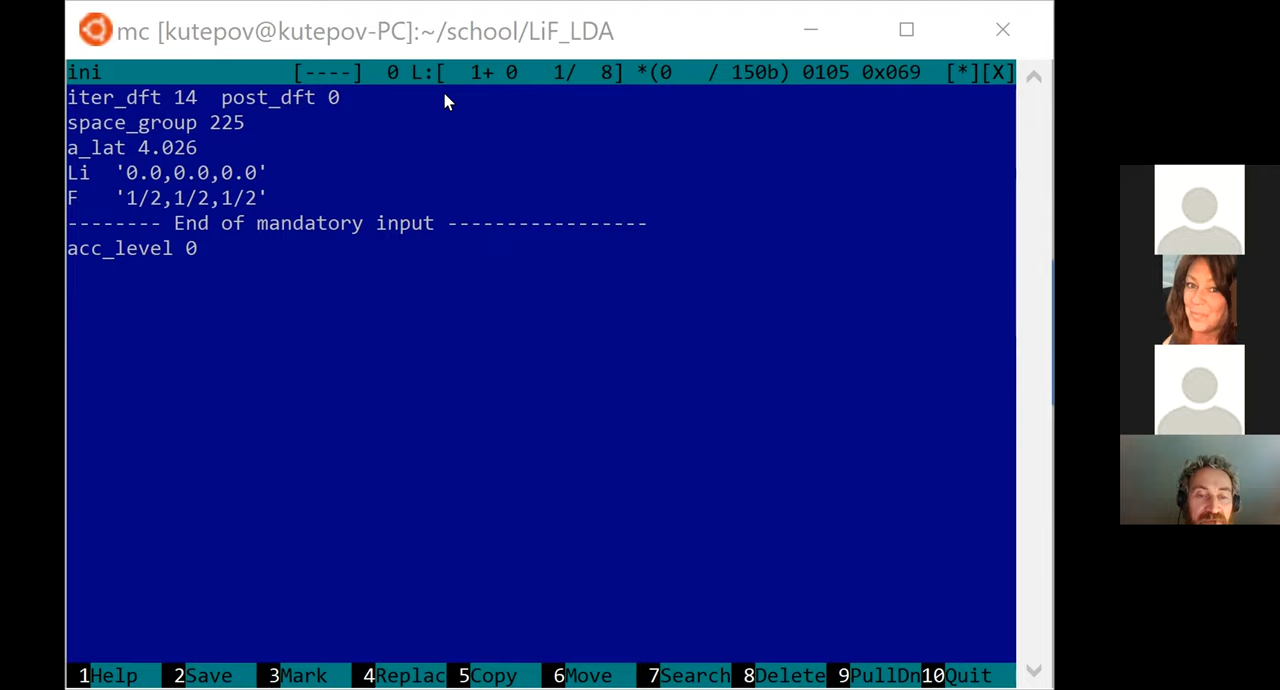 mc [kutepov@kutepov-PC]:~/school/LiF_LDA
ini [----] 0 L:[ 1+ 0 1/ 8] *(0 / 150b) 0105 0x069 [*][X]
iter_dft 14 post_dft 0
space_group 225
a_lat 4.026
Li '0.0,0.0,0.0'
F '1/2,1/2,1/2'
-------- End of mandatory input -----------------
acc_level 0
1Help 2Save 3Mark 4Replac 5Copy 6Move 7Search 8Delete 9PullDn 10Quit